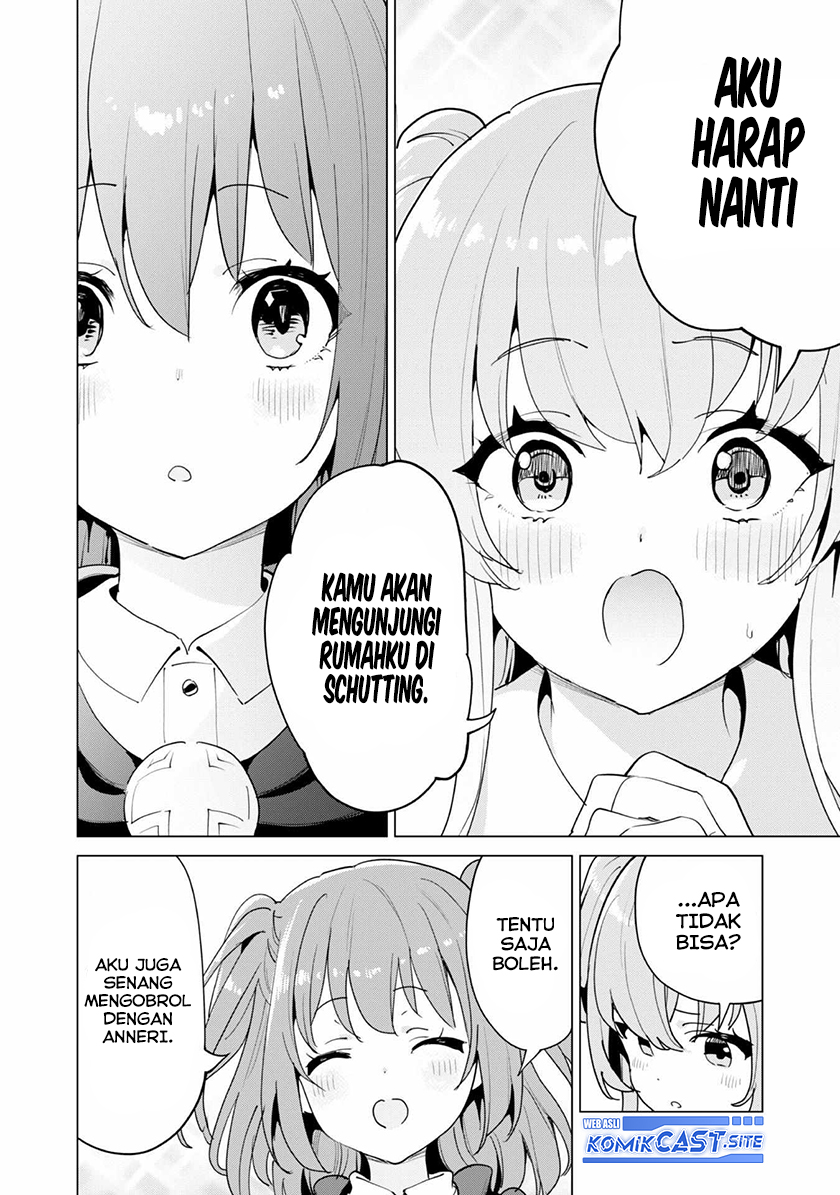 AKU
HARAP
NANTI
KAMU AKAN
MENGUNJUNGI
RUMAHKU DI
SCHUTTING.
...APA
TIDAK
BISA?
TENTU
SAJA
BOLEH.
AKU JUGA
SENANG
MENGOBROL
DENGAN
ANNERI.
WEB ASLI
KOMIKCAST.SITE